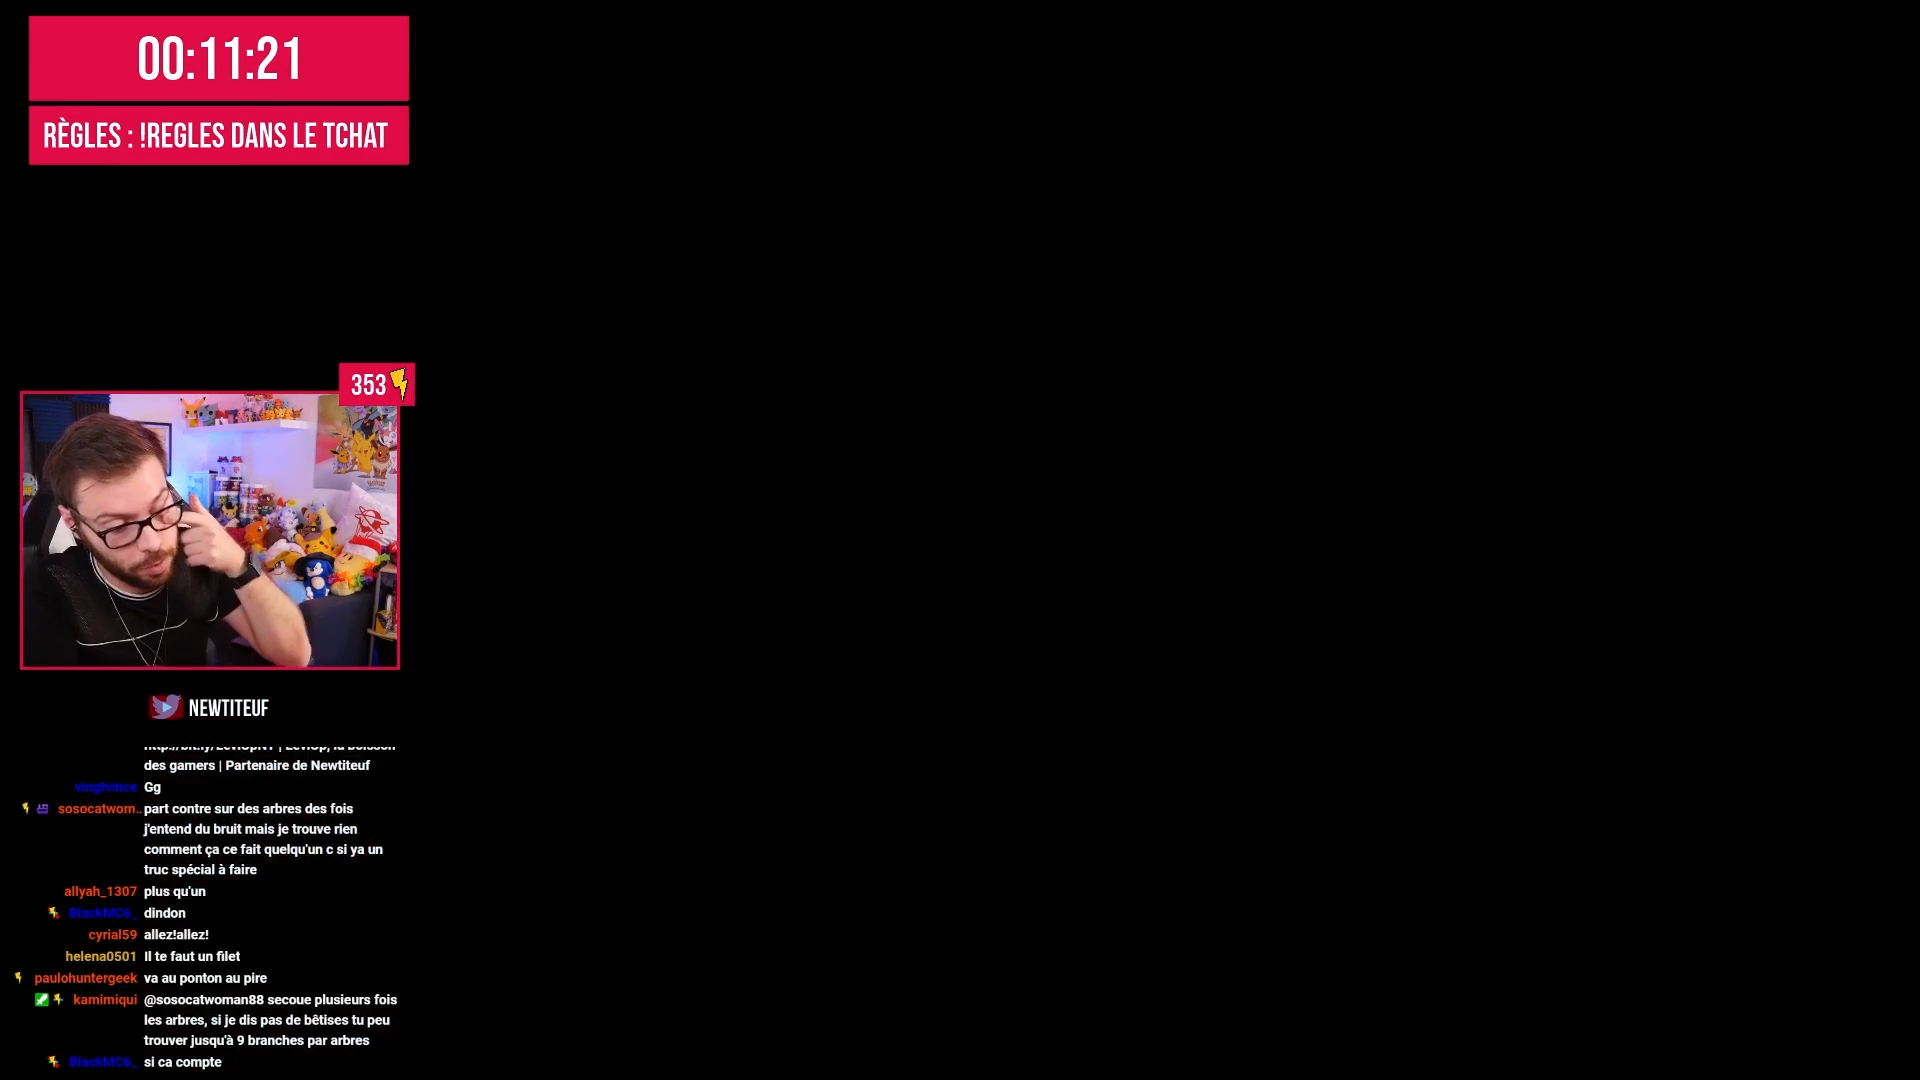 00:11:21
RÈGLES : !REGLES DANS LE TCHAT
353
NEWTITEUF
des gamers | Partenaire de Newtiteuf
vingtvince Gg
sosocatwom.. part contre sur des arbres des fois
j'entend du bruit mais je trouve rien
comment ça ce fait quelqu'un c si ya un
truc spécial à faire
allyah_1307 plus qu'un
BlackMC6_ dindon
cyrial59 allez!allez!
helena0501 Il te faut un filet
paulohuntergeek va au ponton au pire
kamimiqui @sosocatwoman88 secoue plusieurs fois
les arbres, si je dis pas de bêtises tu peu
trouver jusqu'à 9 branches par arbres
BlackMC6_ si ca compte